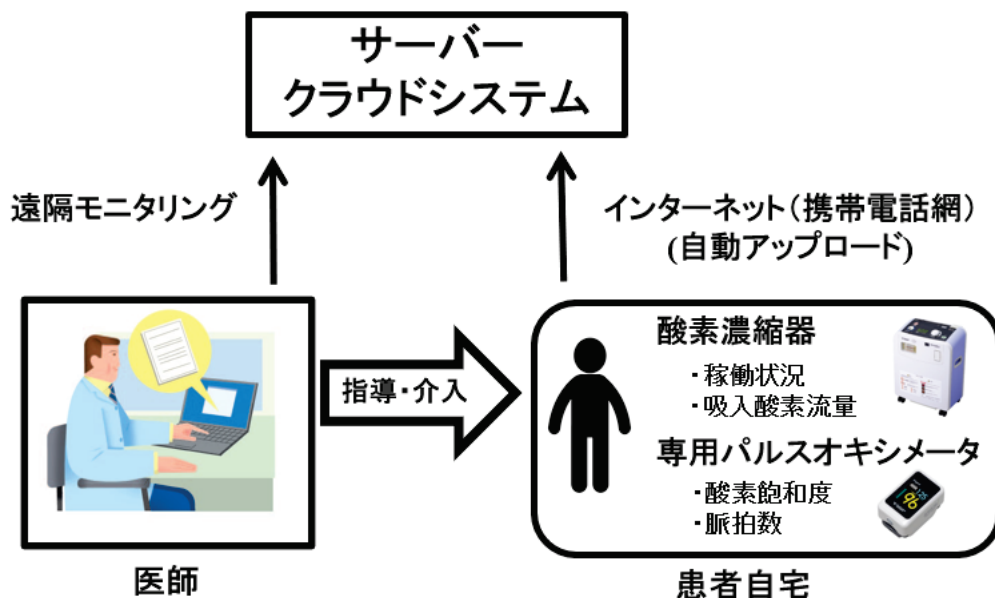 サーバー
クラウドシステム
遠隔モニタリング
インターネット（携帯電話網）
(自動アップロード)
酸素濃縮器
・稼働状況
・吸入酸素流量
指導・介入
専用パルスオキシメータ
・酸素飽和度
・脈拍数
医師
患者自宅